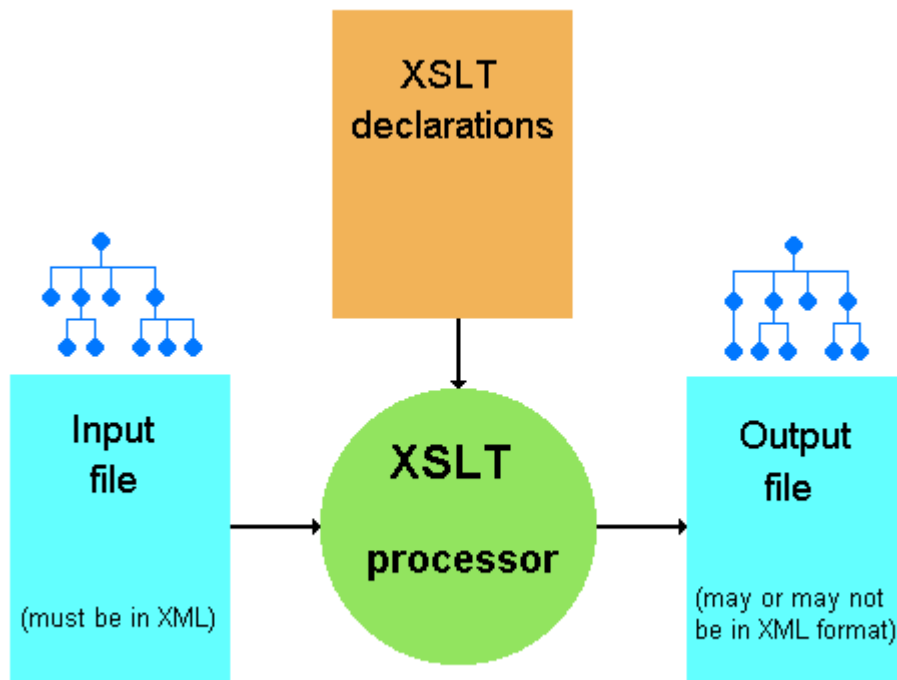 XSLT
declarations
Input
file
(must be in XML)
XSLT
processor
Output
file
(may or may not
be in XML format)